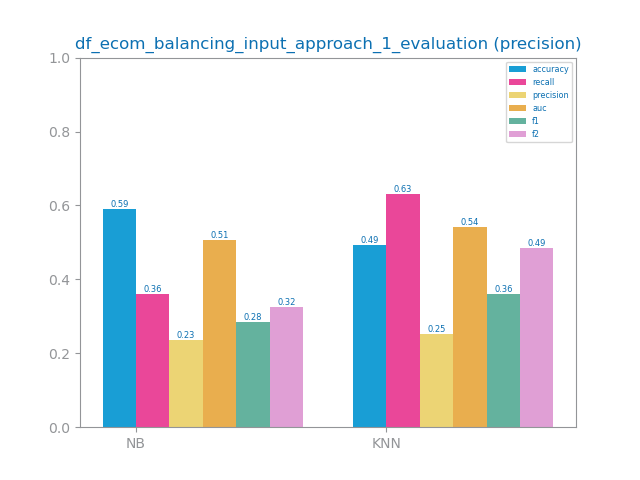 df_ecom_balancing_input_approach_1_evaluation (precision)
1.0
0.8
0.6
0.4
0.2
0.0
accuracy
recall
precision
auc
f1
f2
0.59
0.36
0.23
0.51
0.28
0.32
0.49
0.63
0.25
0.54
0.36
0.49
NB
KNN